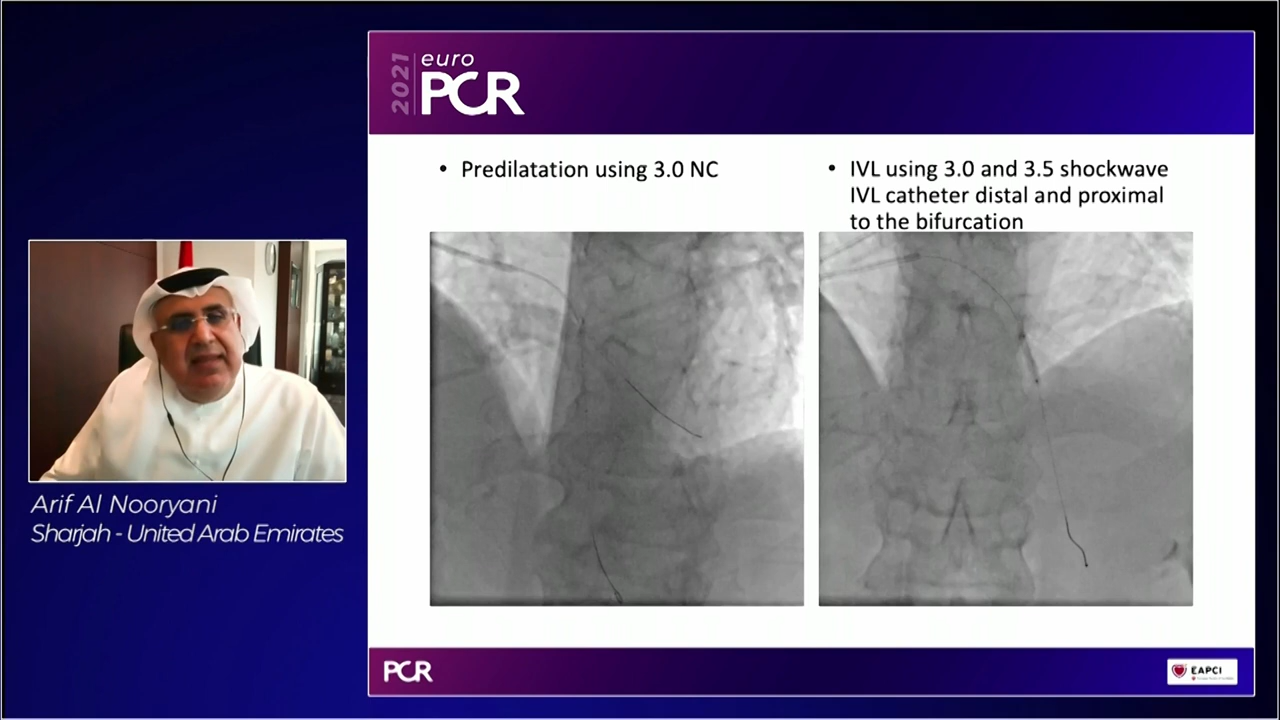 2021 euro
PCR
• Predilatation using 3.0 NC
• IVL using 3.0 and 3.5 shockwave
IVL catheter distal and proximal
to the bifurcation
Arif Al Nooryani
Sharjah - United Arab Emirates
PCR
EAPCI